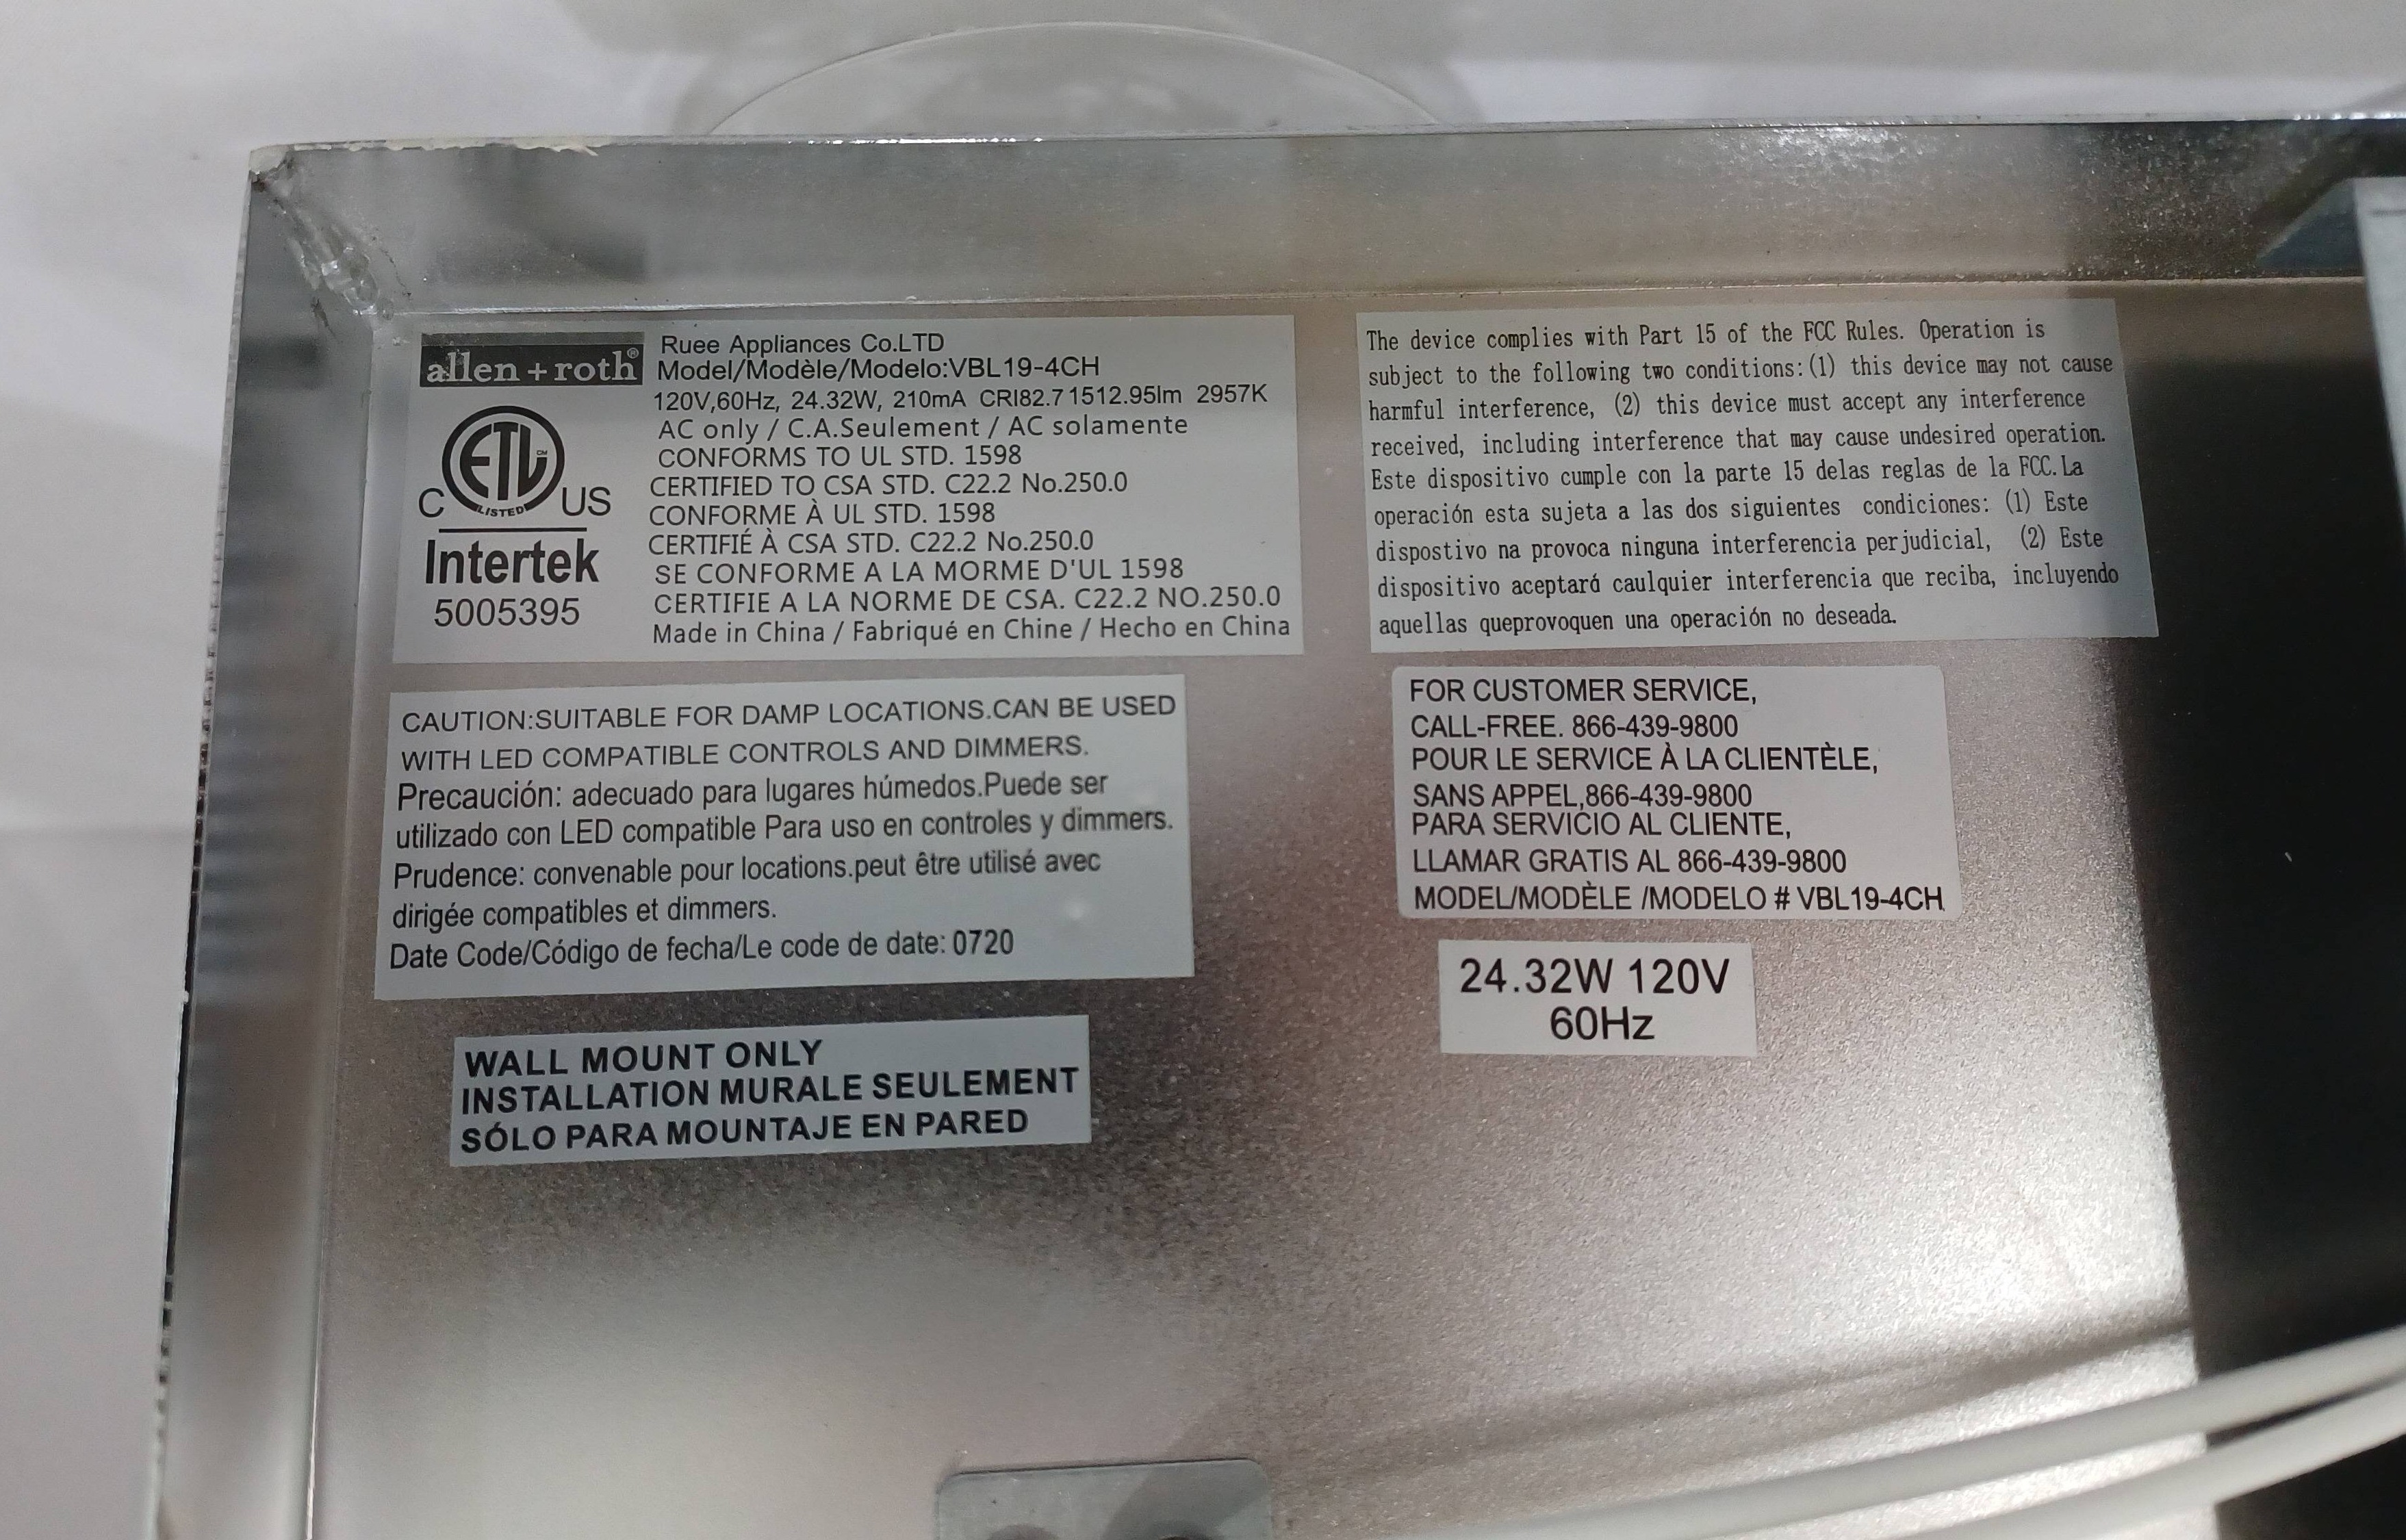 allen + roth®
Ruee Appliances Co.LTD
Model/Modèle/Modelo:VBL19-4CH
120V,60Hz, 24.32W, 210mA CRI82.7 1512.95lm 2957K
AC only / C.A.Seulement / AC solamente
CONFORMS TO UL STD. 1598
CERTIFIED TO CSA STD. C22.2 No.250.0
CONFORME À UL STD. 1598
CERTIFIÉ À CSA STD. C22.2 No.250.0
SE CONFORME A LA MORME D'UL 1598
CERTIFIE A LA NORME DE CSA. C22.2 NO.250.0
Made in China / Fabriqué en Chine / Hecho en China
ETL CM
LISTED
C US
Intertek
5005395
The device complies with Part 15 of the FCC Rules. Operation is
subject to the following two conditions:(1) this device may not cause
harmful interference, (2) this device must accept any interference
received, including interference that may cause undesired operation.
Este dispositivo cumple con la parte 15 delas reglas de la FCC.La
operación esta sujeta a las dos siguientes condiciones: (1) Este
dispostivo na provoca ninguna interferencia perjudicial, (2) Este
dispositivo aceptará caulquier interferencia que reciba, incluyendo
aquellas queprovoquen una operación no deseada.
CAUTION:SUITABLE FOR DAMP LOCATIONS.CAN BE USED
WITH LED COMPATIBLE CONTROLS AND DIMMERS.
Precaución: adecuado para lugares húmedos.Puede ser
utilizado con LED compatible Para uso en controles y dimmers.
Prudence: convenable pour locations.peut être utilisé avec
dirigée compatibles et dimmers.
Date Code/Código de fecha/Le code de date: 0720
FOR CUSTOMER SERVICE,
CALL-FREE. 866-439-9800
POUR LE SERVICE À LA CLIENTÈLE,
SANS APPEL,866-439-9800
PARA SERVICIO AL CLIENTE,
LLAMAR GRATIS AL 866-439-9800
MODEL/MODÈLE /MODELO # VBL19-4CH
24.32W 120V
60Hz
WALL MOUNT ONLY
INSTALLATION MURALE SEULEMENT
SÓLO PARA MOUNTAJE EN PARED